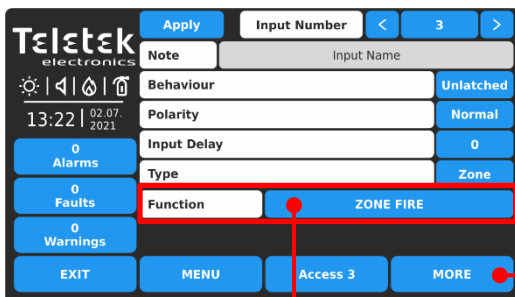 Teletek
electronics
13:22 02.07.
2021
0
Alarms
0
Faults
0
Warnings
EXIT
Apply
Input Number < 3 >
Note Input Name
Behaviour Unlatched
Polarity Normal
Input Delay 0
Type Zone
Function ZONE FIRE
MENU Access 3 MORE